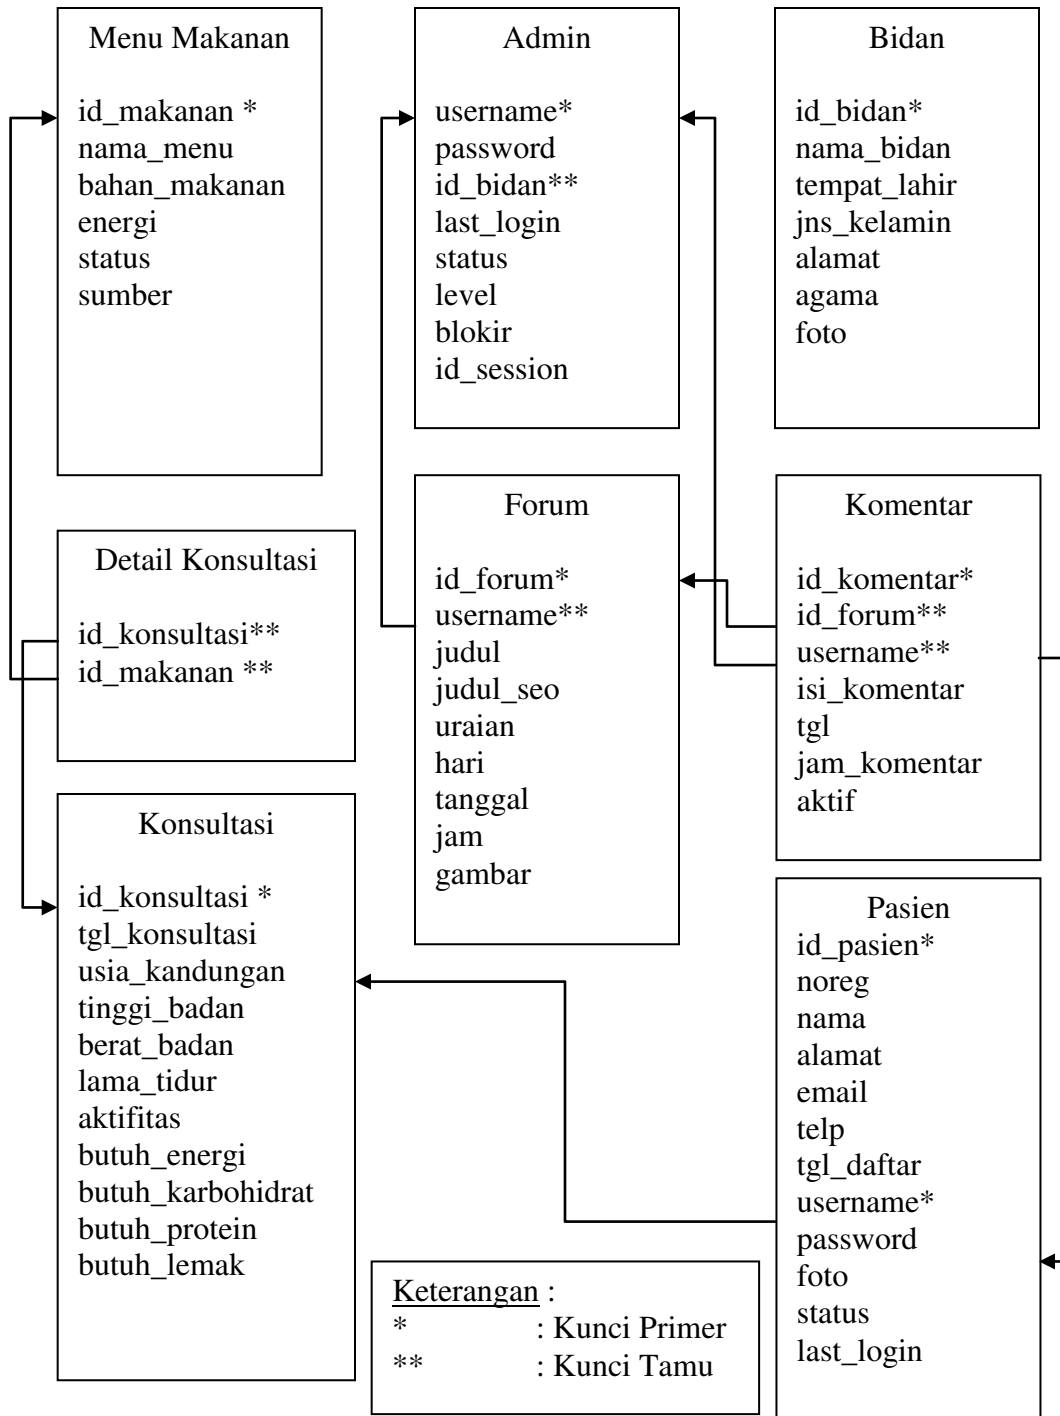 Menu Makanan
id_makanan *
nama_menu
bahan_makanan
energi
status
sumber
Admin
username*
password
id_bidan**
last_login
status
level
blokir
id_session
Bidan
id_bidan*
nama_bidan
tempat_lahir
jns_kelamin
alamat
agama
foto
Detail Konsultasi
id_konsultasi**
id_makanan **
Forum
id_forum*
username**
judul
judul_seo
uraian
hari
tanggal
jam
gambar
Komentar
id_komentar*
id_forum**
username**
isi_komentar
tgl
jam_komentar
aktif
Konsultasi
id_konsultasi *
tgl_konsultasi
usia_kandungan
tinggi_badan
berat_badan
lama_tidur
aktifitas
butuh_energi
butuh_karbohidrat
butuh_protein
butuh_lemak
Pasien
id_pasien*
noreg
nama
alamat
email
telp
tgl_daftar
username*
password
foto
status
last_login
Keterangan :
* : Kunci Primer
** : Kunci Tamu